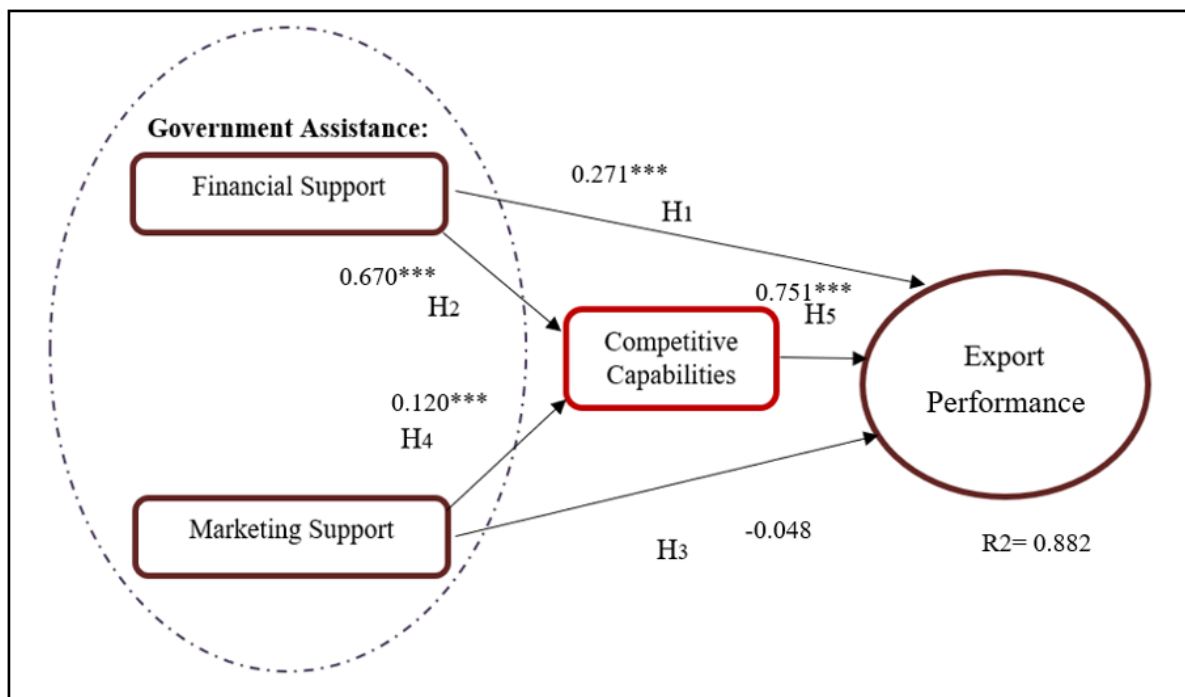 Government Assistance:
Financial Support
0.271***
H1
0.670***
H2
0.751***
H5
Competitive
Capabilities
Export
Performance
0.120***
H4
Marketing Support
H3
-0.048
R2= 0.882